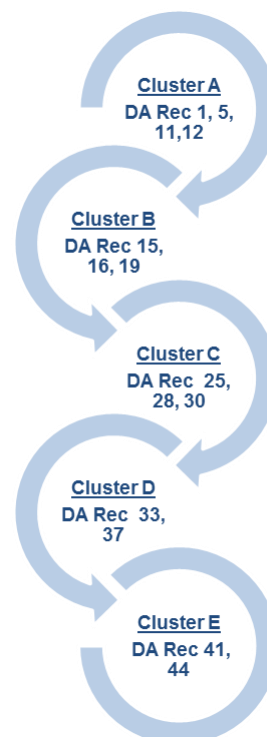 Cluster A
DA Rec 1, 5,
11,12
Cluster B
DA Rec 15,
16, 19
Cluster C
DA Rec 25,
28, 30
Cluster D
DA Rec 33,
37
Cluster E
DA Rec 41,
44